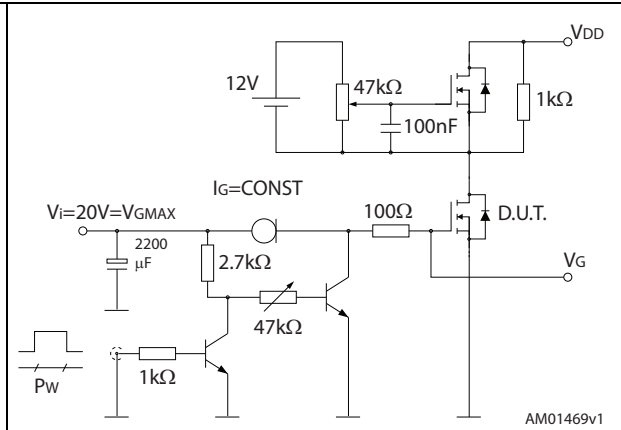 VDD
12V
47kΩ
1kΩ
100nF
IG=CONST
Vi=20V=VGMAX
100Ω
D.U.T.
2200
μF
2.7kΩ
VG
47kΩ
1kΩ
PW
AM01469v1